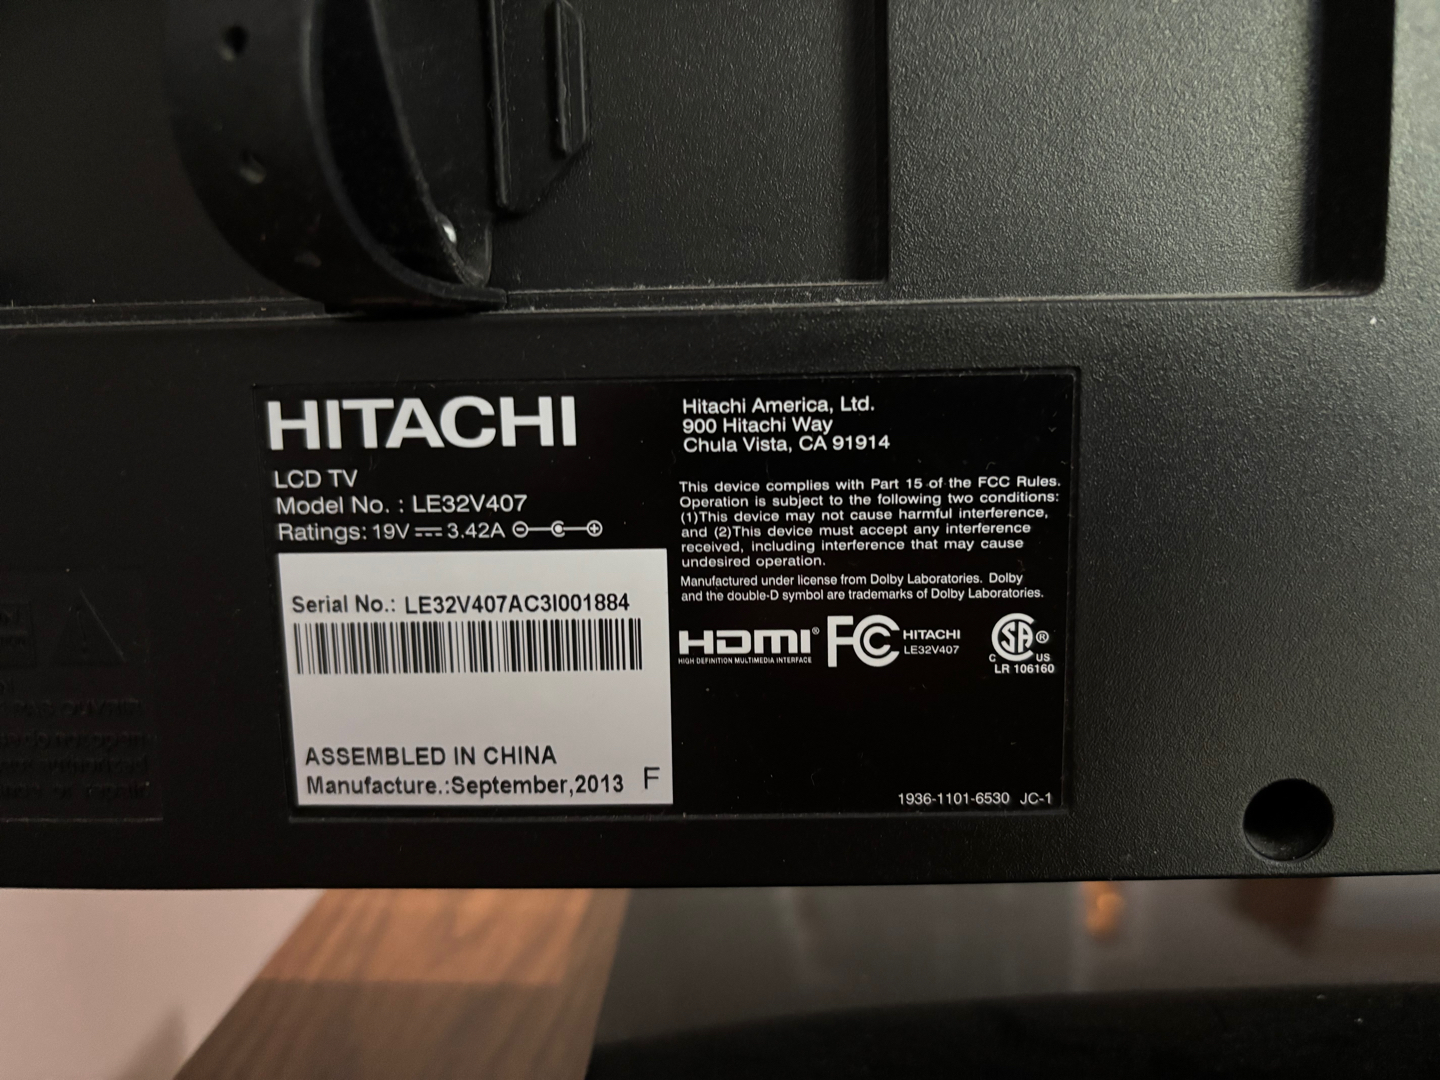 HITACHI
LCD TV
Model No. : LE32V407
Ratings: 19V 3.42A
Serial No.: LE32V407AC3I001884
ASSEMBLED IN CHINA
Manufacture.:September,2013 F
Hitachi America, Ltd.
900 Hitachi Way
Chula Vista, CA 91914
This device complies with Part 15 of the FCC Rules.
Operation is subject to the following two conditions:
(1)This device may not cause harmful interference,
and (2)This device must accept any interference
received, including interference that may cause
undesired operation.
Manufactured under license from Dolby Laboratories. Dolby
and the double-D symbol are trademarks of Dolby Laboratories.
HDMI®
HIGH DEFINITION MULTIMEDIA INTERFACE
FC
HITACHI
LE32V407
SA®
C US
LR 106160
1936-1101-6530 JC-1